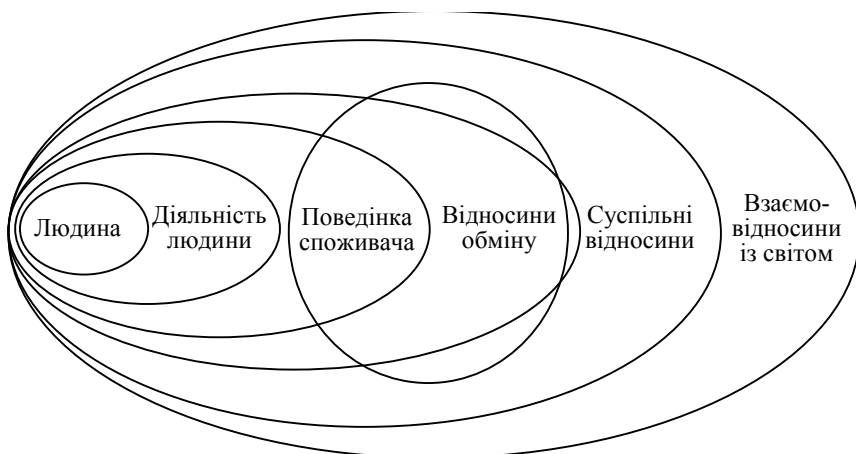 Людина
Діяльність
людини
Поведінка
споживача
Відносини
обміну
Суспільні
відносини
Взаємо-
відносини
із світом